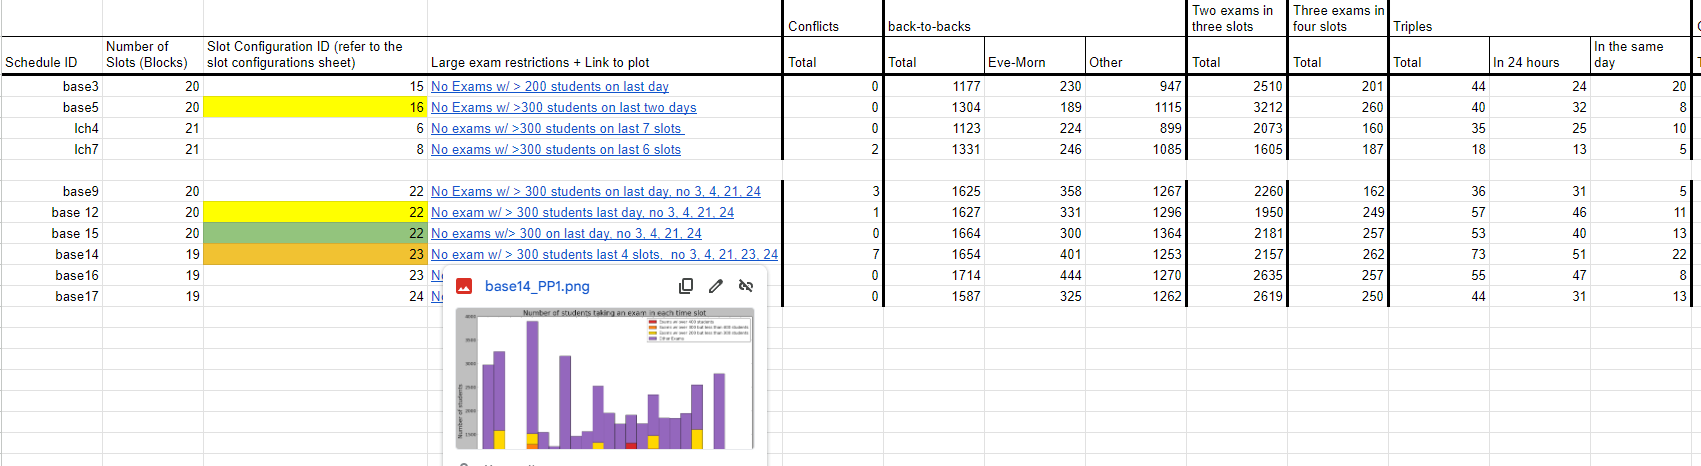 Conflicts back-to-backs Two exams in three slots Three exams in four slots Triples
Schedule ID Number of Slots (Blocks) Slot Configuration ID (refer to the slot configurations sheet) Large exam restrictions + Link to plot Total Total Eve-Morn Other Total Total Total In 24 hours In the same day
base3 20 15 No Exams w/ > 200 students on last day 0 1177 230 947 2510 201 44 24 20
base5 20 16 No Exams w/ >300 students on last two days 0 1304 189 1115 3212 260 40 32 8
lch4 21 6 No exams w/ >300 students on last 7 slots 0 1123 224 899 2073 160 35 25 10
lch7 21 8 No exams w/ >300 students on last 6 slots 2 1331 246 1085 1605 187 18 13 5
base9 20 22 No Exams w/ > 300 students on last day, no 3, 4, 21, 24 3 1625 358 1267 2260 162 36 31 5
base 12 20 22 No exam w/ > 300 students last day, no 3, 4, 21, 24 1 1627 331 1296 1950 249 57 46 11
base 15 20 22 No exam w/> 300 on last day, no 3, 4, 21, 24 0 1664 300 1364 2181 257 53 40 13
base14 19 23 No exam w/ > 300 students last 4 slots, no 3, 4, 21, 23, 24 7 1654 401 1253 2157 262 73 51 22
base16 19 23 0 1714 444 1270 2635 257 55 47 8
base17 19 24 0 1587 325 1262 2619 250 44 31 13
base14_PP1.png
Number of students taking an exam in each time slot
Number of students